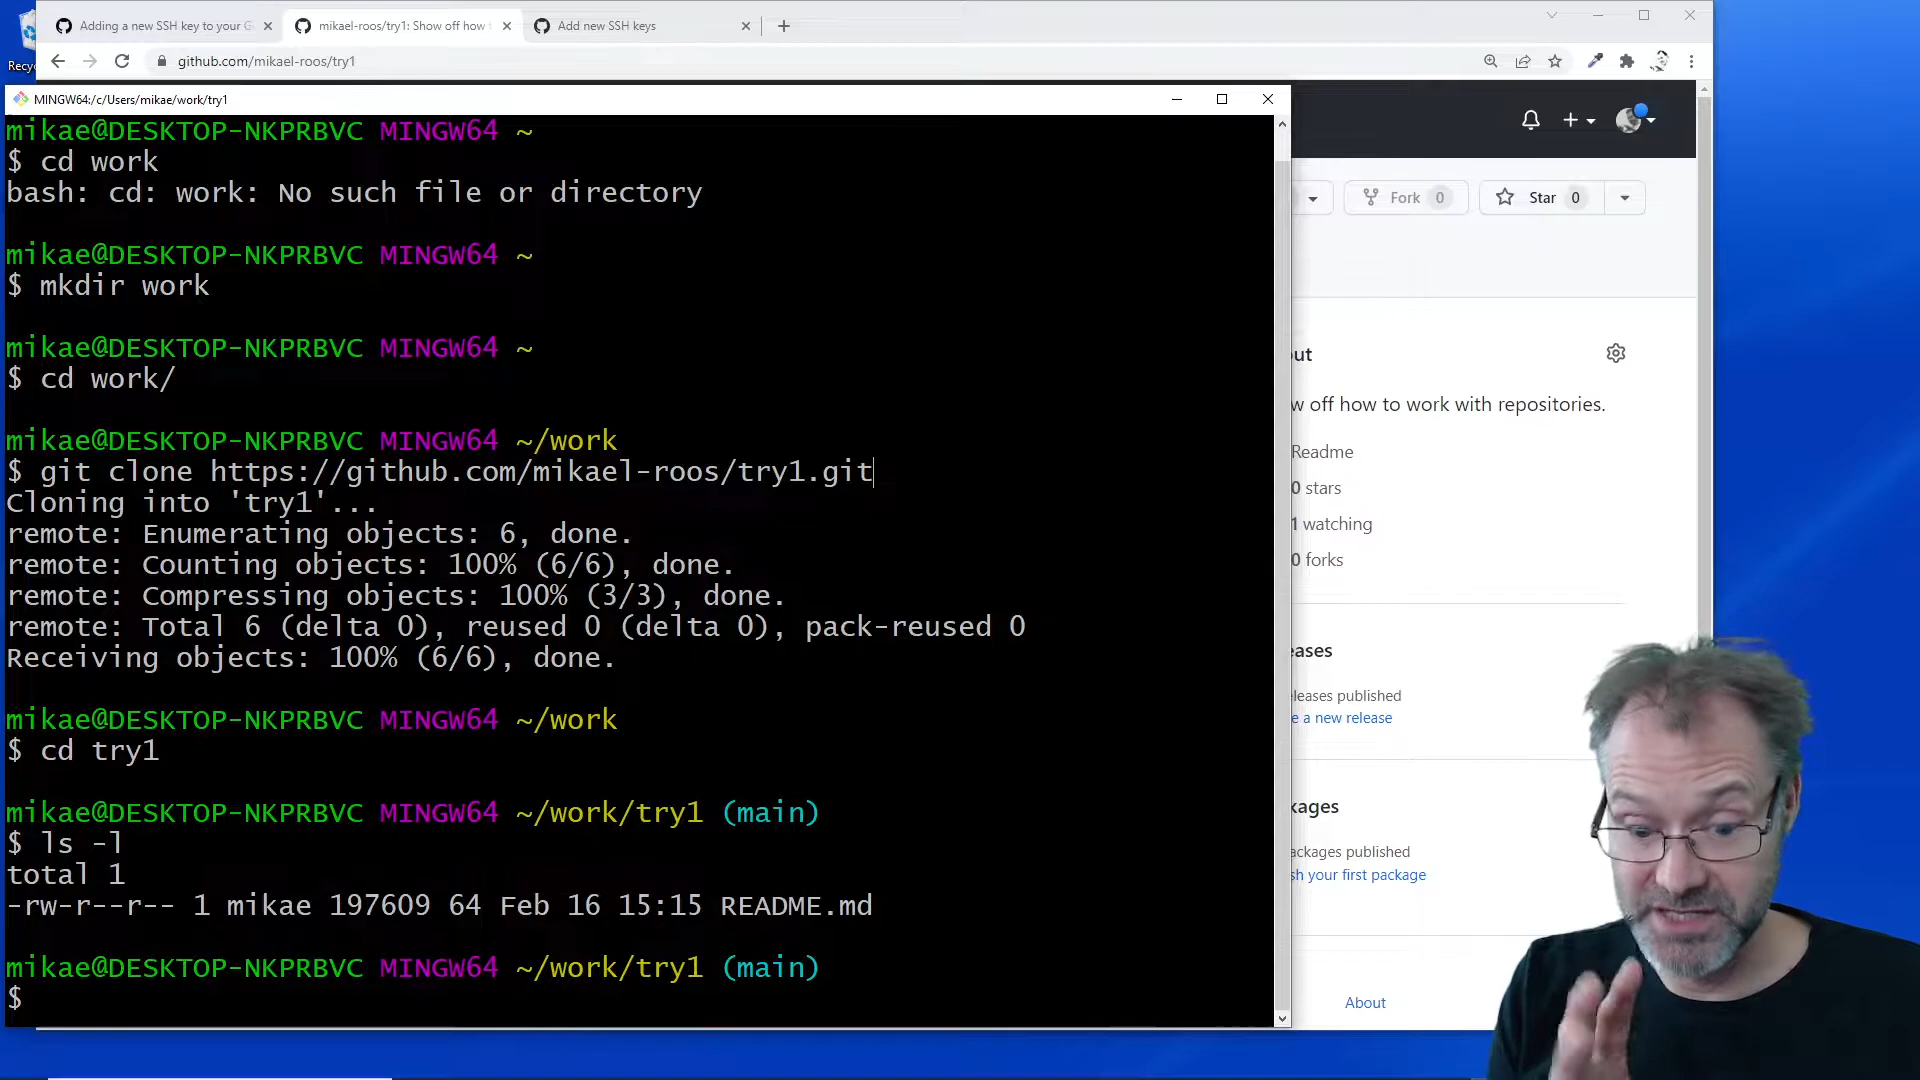 Adding a new SSH key to your G
mikael-roos/try1: Show off how t
Add new SSH keys
github.com/mikael-roos/try1
Recyc
MINGW64:/c/Users/mikae/work/try1
mikae@DESKTOP-NKPRBVC MINGW64 ~
$ cd work
bash: cd: work: No such file or directory
mikae@DESKTOP-NKPRBVC MINGW64 ~
$ mkdir work
mikae@DESKTOP-NKPRBVC MINGW64 ~
$ cd work/
mikae@DESKTOP-NKPRBVC MINGW64 ~/work
$ git clone https://github.com/mikael-roos/try1.git
Cloning into 'try1'...
remote: Enumerating objects: 6, done.
remote: Counting objects: 100% (6/6), done.
remote: Compressing objects: 100% (3/3), done.
remote: Total 6 (delta 0), reused 0 (delta 0), pack-reused 0
Receiving objects: 100% (6/6), done.
mikae@DESKTOP-NKPRBVC MINGW64 ~/work
$ cd try1
mikae@DESKTOP-NKPRBVC MINGW64 ~/work/try1 (main)
$ ls -l
total 1
-rw-r--r-- 1 mikae 197609 64 Feb 16 15:15 README.md
mikae@DESKTOP-NKPRBVC MINGW64 ~/work/try1 (main)
$
Fork 0
Star 0
out
w off how to work with repositories.
Readme
0 stars
1 watching
0 forks
eases
eleases published
e a new release
kages
ackages published
sh your first package
About